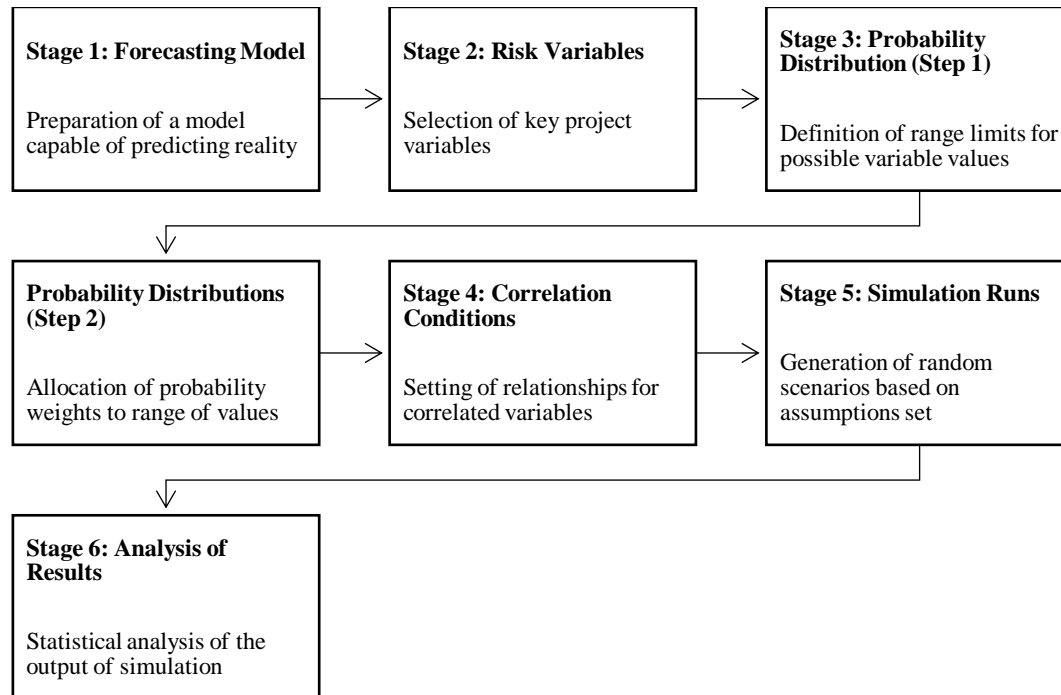 Stage 1: Forecasting Model
Preparation of a model
capable of predicting reality
Stage 2: Risk Variables
Selection of key project
variables
Stage 3: Probability
Distribution (Step 1)
Definition of range limits for
possible variable values
Probability Distributions
(Step 2)
Allocation of probability
weights to range of values
Stage 4: Correlation
Conditions
Setting of relationships for
correlated variables
Stage 5: Simulation Runs
Generation of random
scenarios based on
assumptions set
Stage 6: Analysis of
Results
Statistical analysis of the
output of simulation